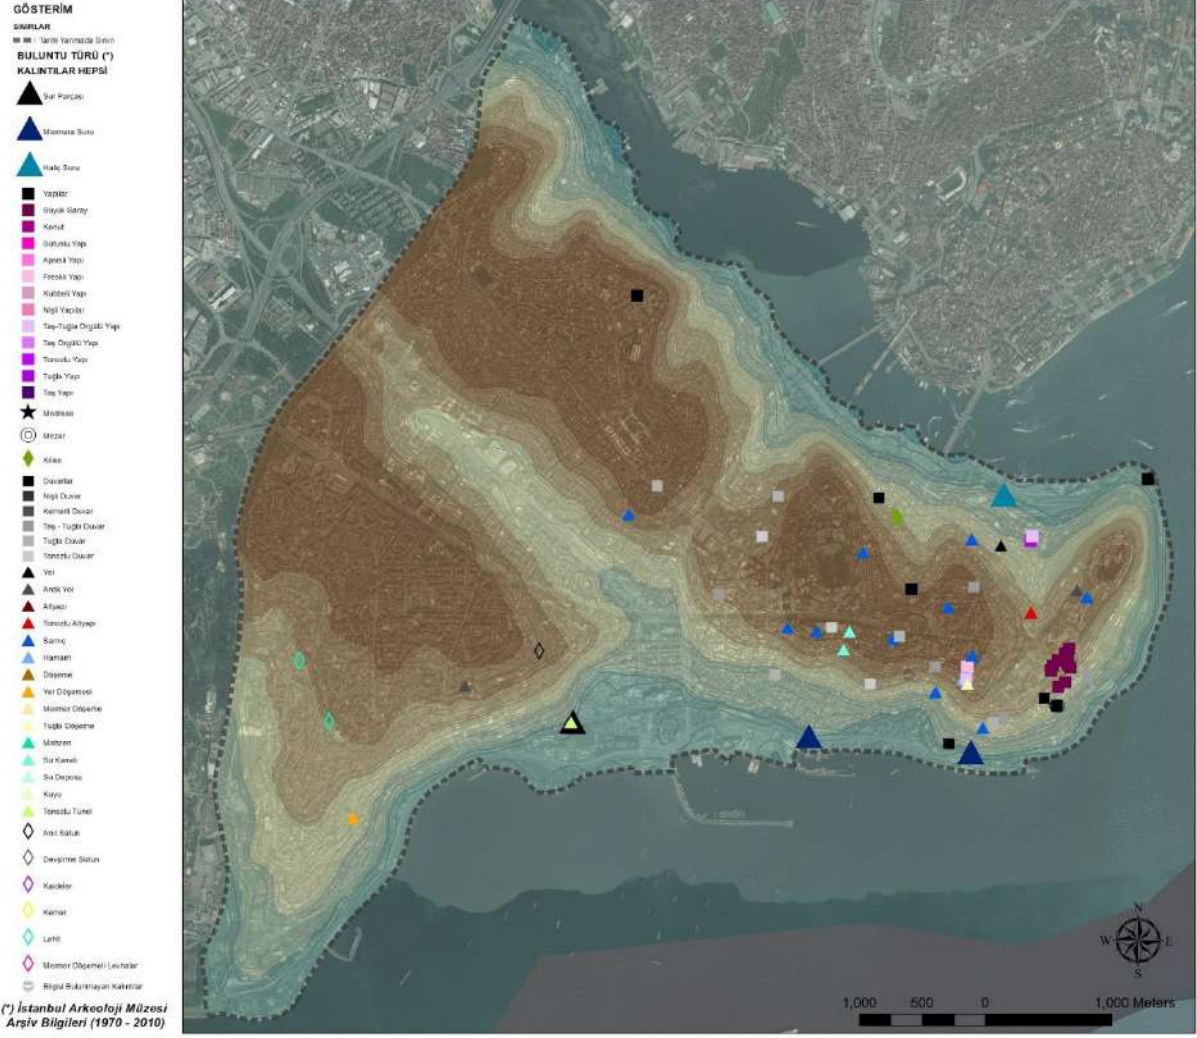 GÖSTERİM
SINIRLAR
Tarihi Yarımada Sınırı
BULUNTU TÜRÜ (*)
KALINTILAR HEPSİ
Sur Parçası
Marmara Suru
Haliç Suru
Yapılar
Büyük Saray
Konut
Sütunlu Yapı
Apsisli Yapı
Freskli Yapı
Kubbeli Yapı
Nişli Yapılar
Taş-Tuğla Örgülü Yapı
Taş Örgülü Yapı
Tonozlu Yapı
Tuğla Yapı
Taş Yapı
Medrese
Mezar
Kilise
Duvarlar
Nişli Duvar
Kemerli Duvar
Taş - Tuğla Duvar
Tuğla Duvar
Tonozlu Duvar
Yol
Antik Yol
Altyapı
Tonozlu Altyapı
Sarnıç
Hamam
Döşeme
Yer Döşemesi
Mermer Döşeme
Tuğla Döşeme
Mahzen
Su Kanalı
Su Deposu
Kuyu
Tonozlu Tünel
Anıt Sütun
Devşirme Sütun
Kaideler
Kemer
Lahit
Mermer Döşemeli Levhalar
Bilgisi Bulunmayan Kalıntılar
(*) İstanbul Arkeoloji Müzesi
Arşiv Bilgileri (1970 - 2010)
N
W E
S
1,000 500 0 1,000 Meters